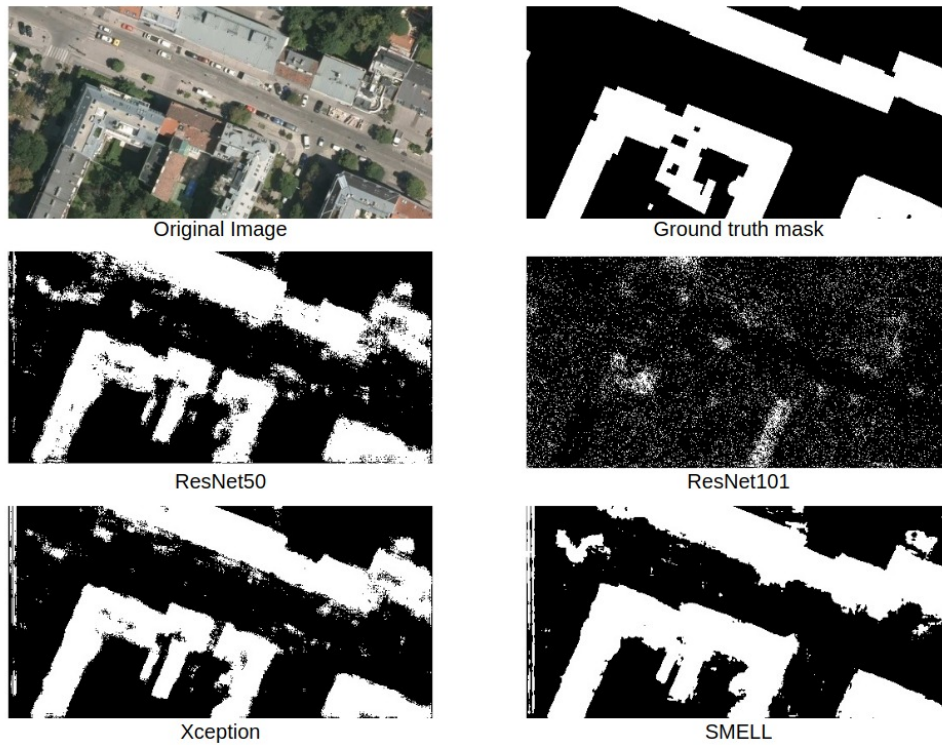 Original Image
Ground truth mask
ResNet50
ResNet101
Xception
SMELL